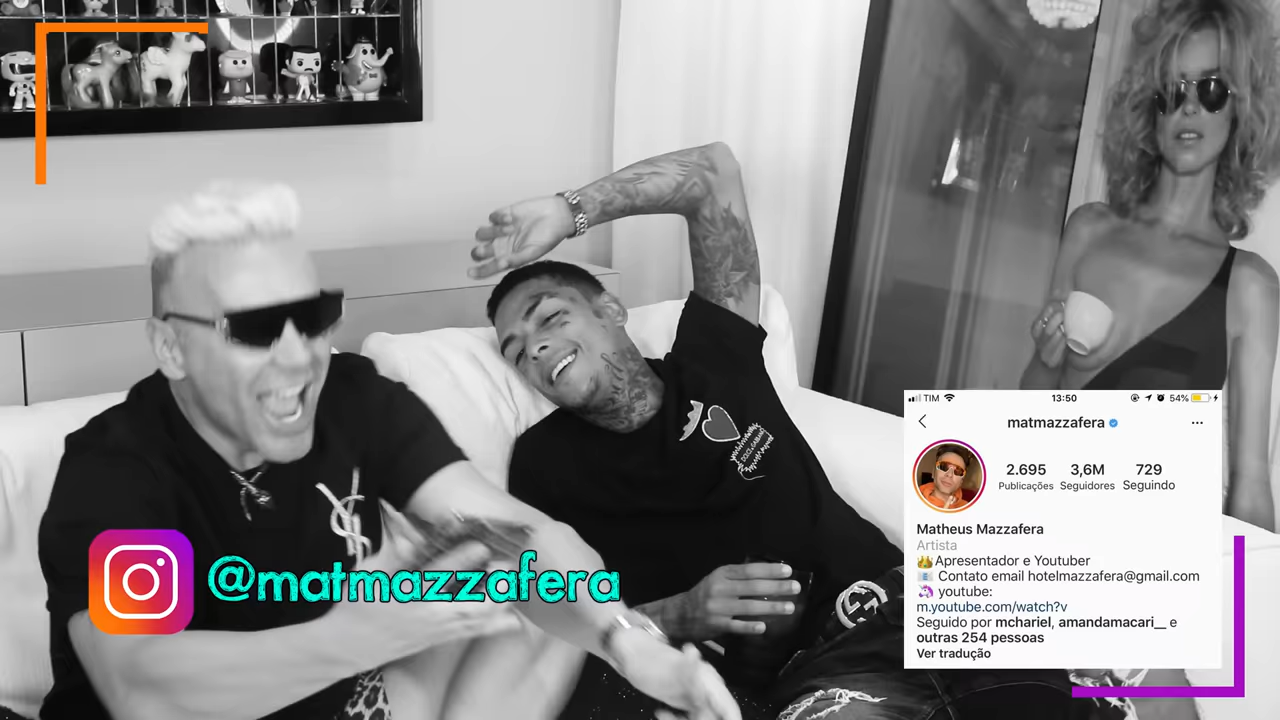 TIM 13:50 54%
matmazzafera
2.695 3,6M 729
Publicações Seguidores Seguindo
Matheus Mazzafera
Artista
Apresentador e Youtuber
Contato email hotelmazzafera@gmail.com
youtube:
m.youtube.com/watch?v
Seguido por mchariel, amandamacari__ e
outras 254 pessoas
Ver tradução
@matmazzafera